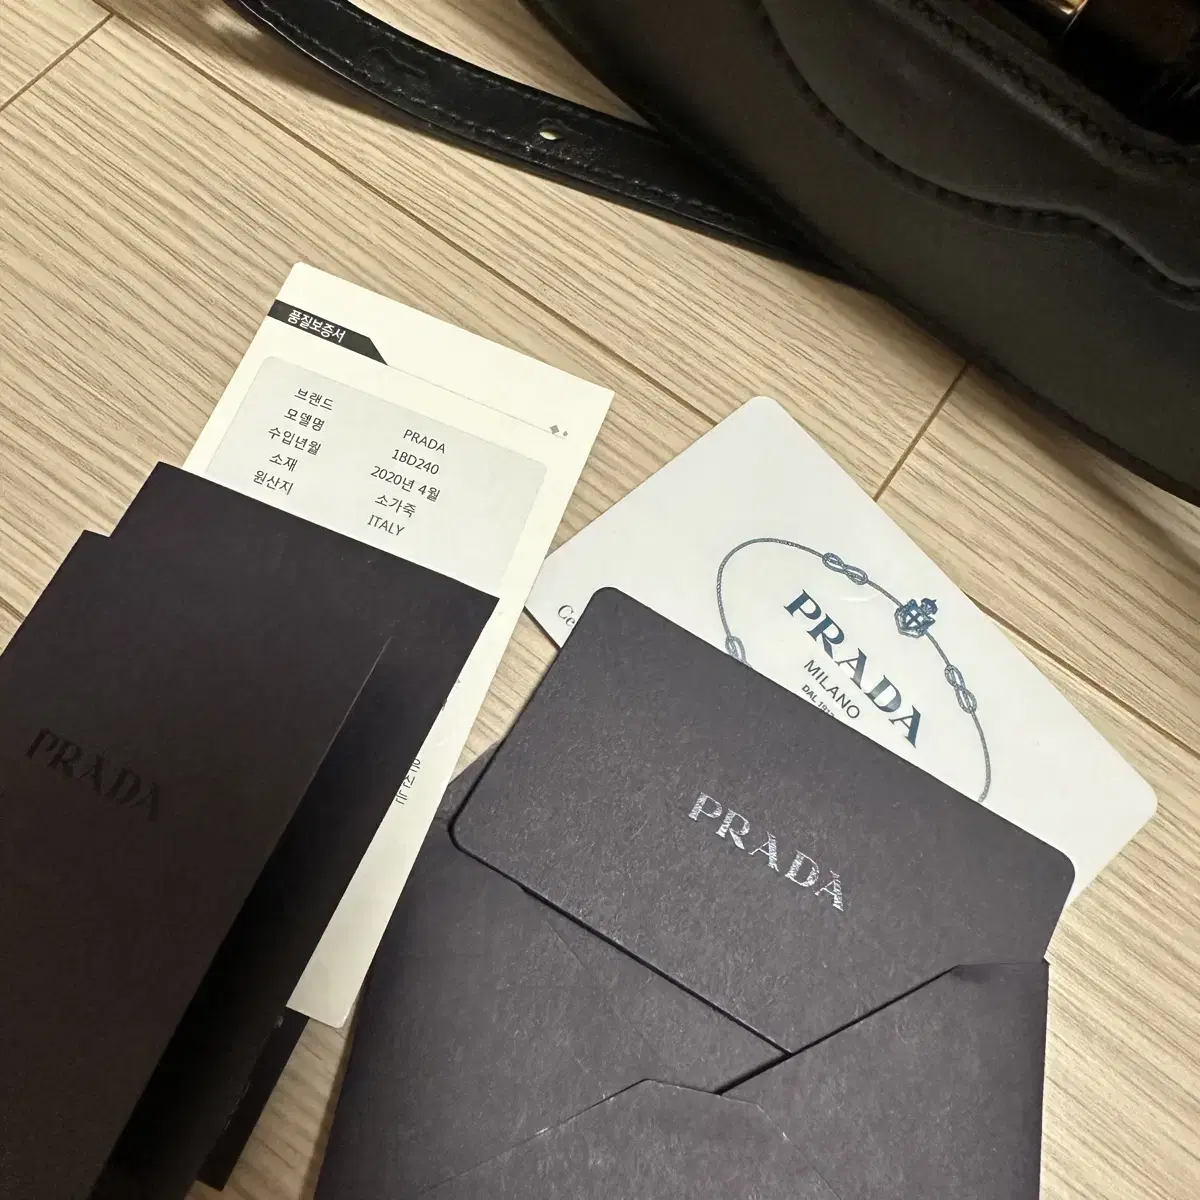 품질보증서
브랜드 PRADA
모델명 1BD240
수입년월 2020년 4월
소재 소가죽
원산지 ITALY
PRADA
MILANO
PRADA
PRADA